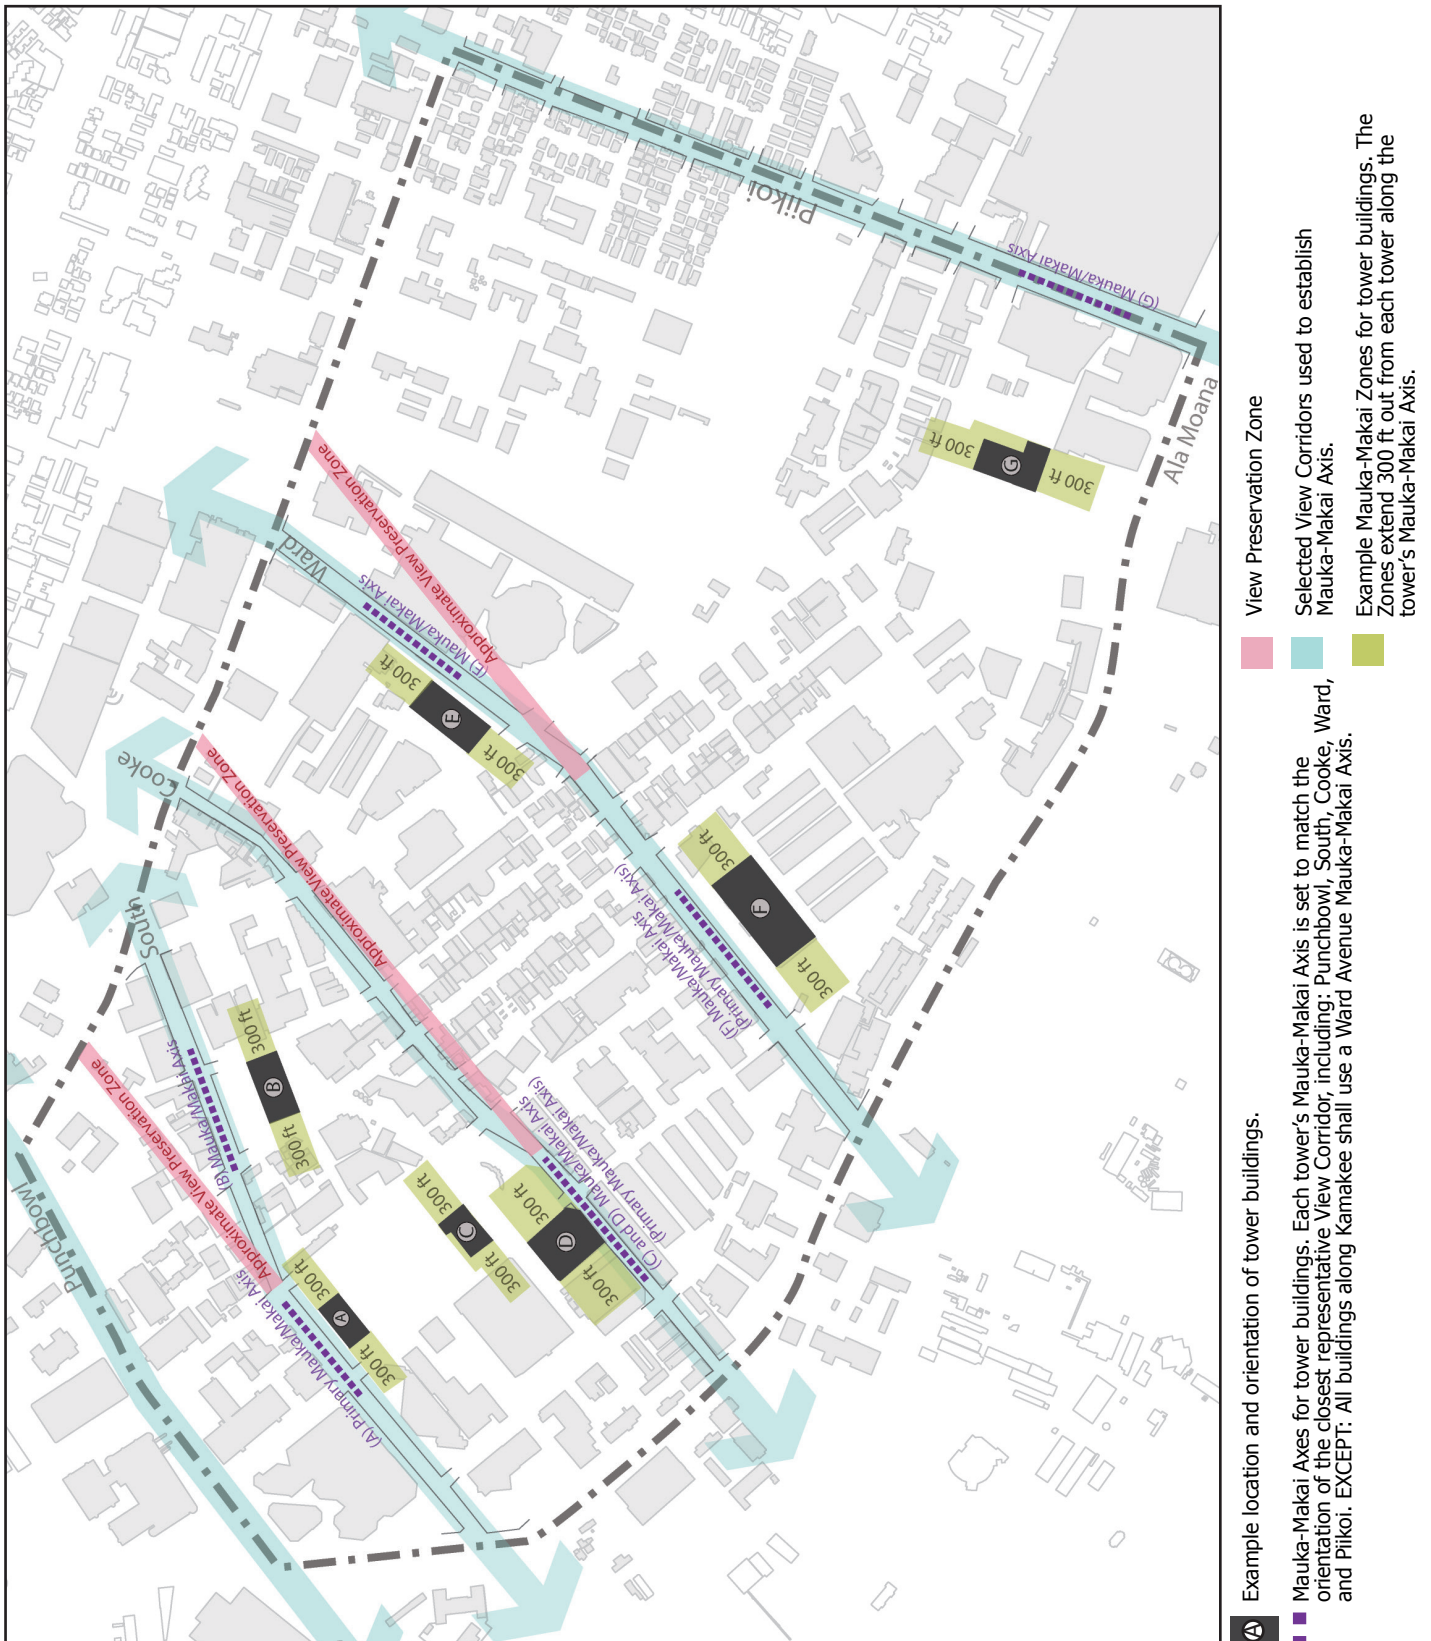 Punchbowl
South
Cooke
Ward
Piikoi
Ala Moana
Approximate View Preservation Zone
Approximate View Preservation Zone
Approximate View Preservation Zone
(A) Primary Mauka/Makai Axis
(B) Mauka/Makai Axis
(C) and D) Mauka/Makai Axis
(Primary Mauka/Makai Axis)
(E) Mauka/Makai Axis
(F) Mauka/Makai Axis
(Primary Mauka/Makai Axis)
(G) Mauka/Makai Axis
300 ft
A
300 ft
300 ft
B
300 ft
300 ft
C
300 ft
300 ft
D
300 ft
300 ft
E
300 ft
300 ft
F
300 ft
300 ft
G
300 ft
A
Example location and orientation of tower buildings.
Mauka-Makai Axes for tower buildings. Each tower's Mauka-Makai Axis is set to match the
orientation of the closest representative View Corridor, including: Punchbowl, South, Cooke, Ward,
and Piikoi. EXCEPT: All buildings along Kamakee shall use a Ward Avenue Mauka-Makai Axis.
View Preservation Zone
Selected View Corridors used to establish
Mauka-Makai Axis.
Example Mauka-Makai Zones for tower buildings. The
Zones extend 300 ft out from each tower along the
tower's Mauka-Makai Axis.